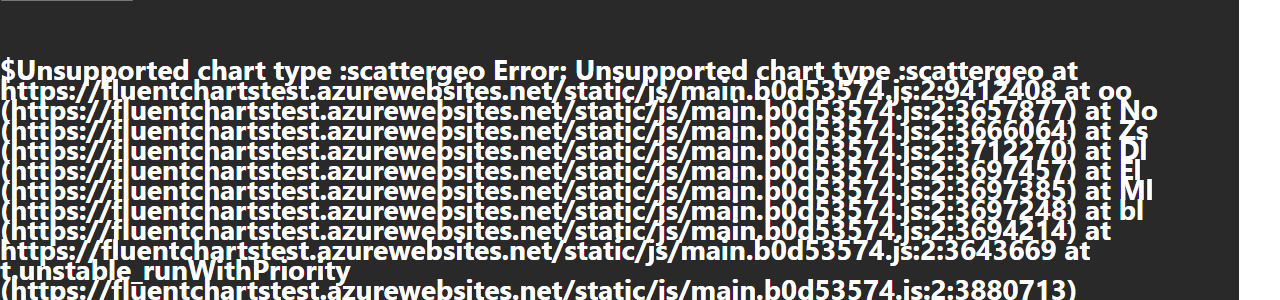 $Unsupported chart type :scattergeo Error: Unsupported chart type :scattergeo at
https://fluentchartstest.azurewebsites.net/static/js/main.b0d53574.js:2:9412408 at oo
(https://fluentchartstest.azurewebsites.net/static/js/main.b0d53574.js:2:3657877) at No
(https://fluentchartstest.azurewebsites.net/static/js/main.b0d53574.js:2:3666064) at Zs
(https://fluentchartstest.azurewebsites.net/static/js/main.b0d53574.js:2:3712270) at Dl
(https://fluentchartstest.azurewebsites.net/static/js/main.b0d53574.js:2:3697457) at El
(https://fluentchartstest.azurewebsites.net/static/js/main.b0d53574.js:2:3697385) at Ml
(https://fluentchartstest.azurewebsites.net/static/js/main.b0d53574.js:2:3697248) at bl
(https://fluentchartstest.azurewebsites.net/static/js/main.b0d53574.js:2:3694214) at
https://fluentchartstest.azurewebsites.net/static/js/main.b0d53574.js:2:3643669 at
t.unstable_runWithPriority
(https://fluentchartstest.azurewebsites.net/static/js/main.b0d53574.js:2:3880713)